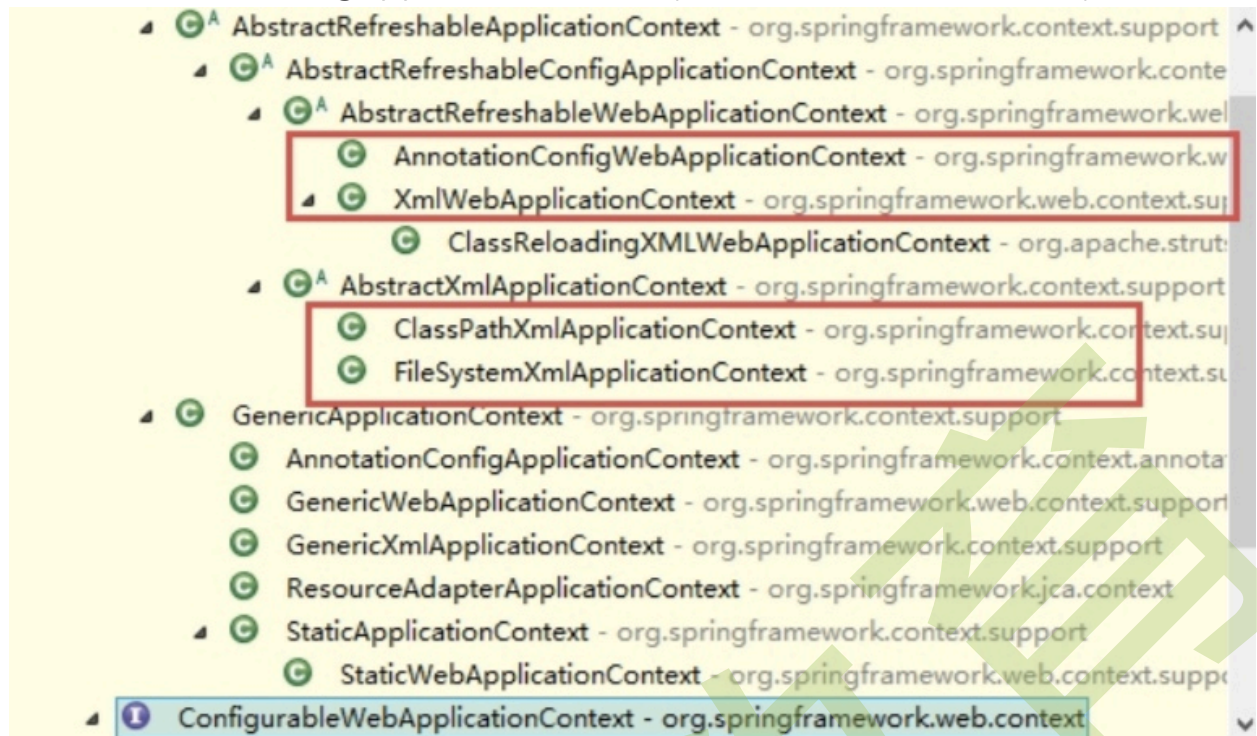 AbstractRefreshableApplicationContext - org.springframework.context.support
AbstractRefreshableConfigApplicationContext - org.springframework.conte
AbstractRefreshableWebApplicationContext - org.springframework.wel
AnnotationConfigWebApplicationContext - org.springframework.w
XmlWebApplicationContext - org.springframework.web.context.sup
ClassReloadingXMLWebApplicationContext - org.apache.struts
AbstractXmlApplicationContext - org.springframework.context.support
ClassPathXmlApplicationContext - org.springframework.context.sup
FileSystemXmlApplicationContext - org.springframework.context.su
GenericApplicationContext - org.springframework.context.support
AnnotationConfigApplicationContext - org.springframework.context.annota
GenericWebApplicationContext - org.springframework.web.context.support
GenericXmlApplicationContext - org.springframework.context.support
ResourceAdapterApplicationContext - org.springframework.jca.context
StaticApplicationContext - org.springframework.context.support
StaticWebApplicationContext - org.springframework.web.context.suppo
ConfigurableWebApplicationContext - org.springframework.web.context